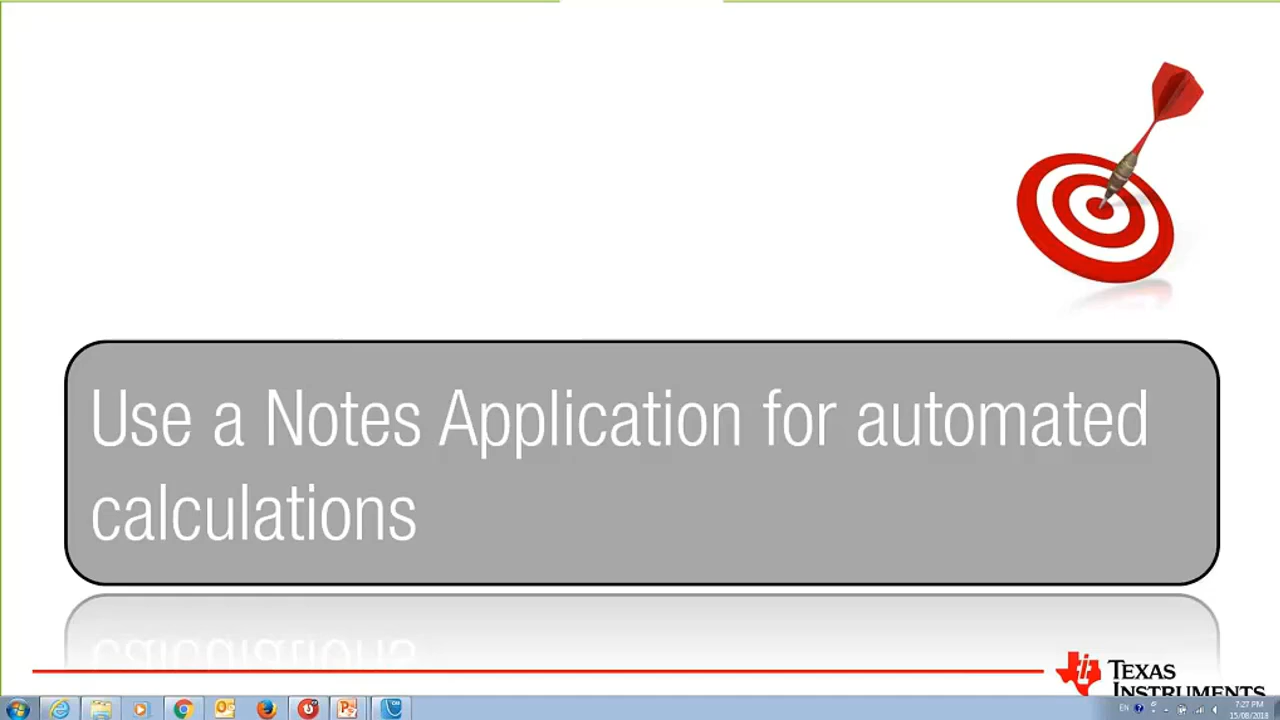 Use a Notes Application for automated
calculations
TEXAS
INSTRUMENTS
EN
7:27 PM
15/08/2018